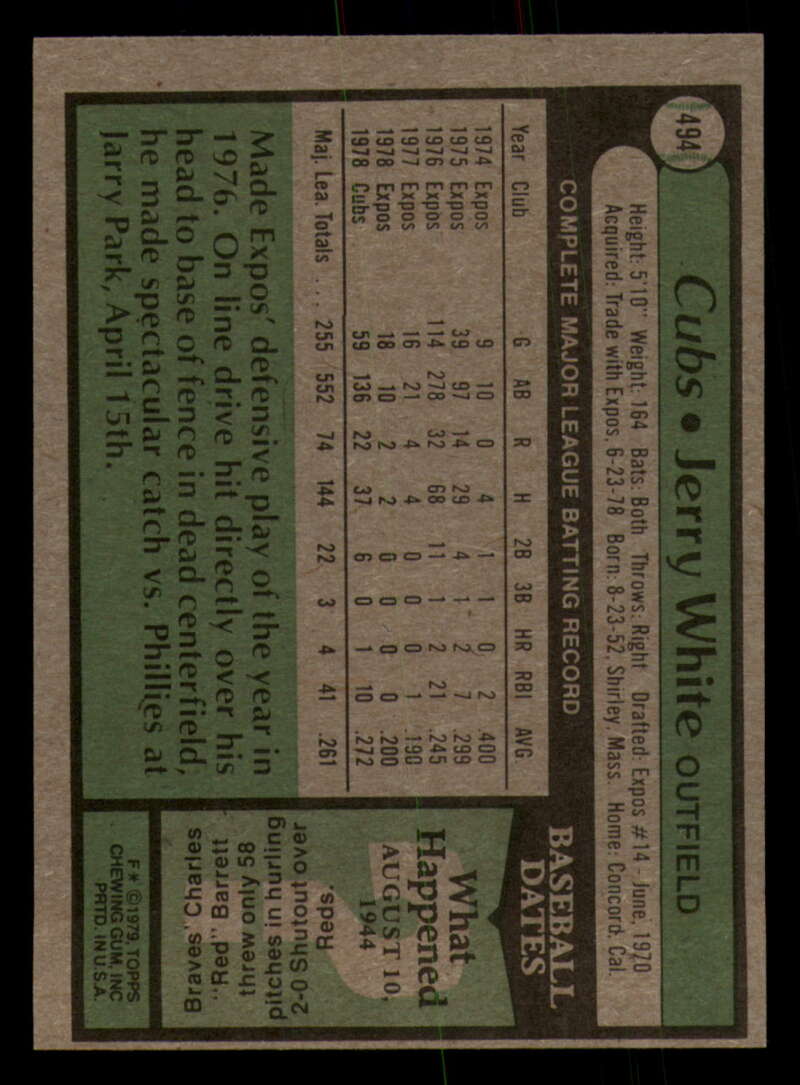 494
Cubs • Jerry White OUTFIELD
Height: 5'10" Weight: 164 Bats: Both Throws: Right Drafted: Expos #14 - June, 1970
Acquired: Trade with Expos, 6-23-78 Born: 8-23-52, Shirley, Mass. Home: Concord, Cal.
COMPLETE MAJOR LEAGUE BATTING RECORD
Year Club G AB R H 2B 3B HR RBI AVG.
1974 Expos 9 10 0 4 1 1 0 2 .400
1975 Expos 39 97 14 29 4 1 2 7 .299
1976 Expos 114 278 32 68 11 1 2 21 .245
1977 Expos 16 21 4 4 0 0 0 1 .190
1978 Expos 18 10 2 2 0 0 0 0 .200
1978 Cubs 59 136 22 37 6 0 1 10 .272
Maj. Lea. Totals .... 255 552 74 144 22 3 4 41 .261
Made Expos' defensive play of the year in
1976. On line drive hit directly over his
head to base of fence in dead centerfield,
he made spectacular catch vs. Phillies at
Jarry Park, April 15th.
BASEBALL
DATES
What
Happened
AUGUST 10,
1944
Braves' Charles
"Red" Barrett
threw only 58
pitches in hurling
2-0 Shutout over
Reds.
F* © 1979, TOPPS
CHEWING GUM, INC
PRTD. IN U.S.A.